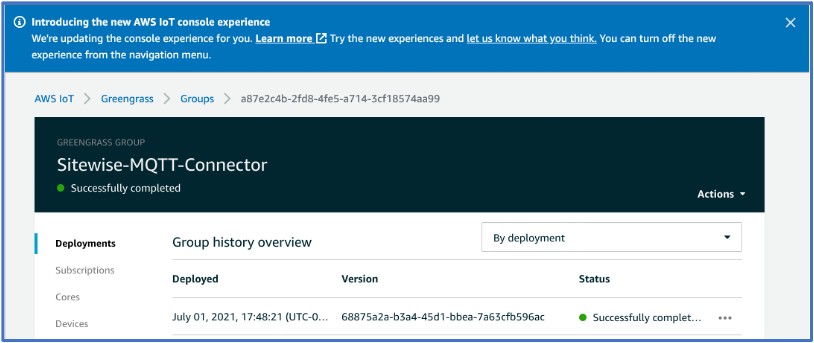 Introducing the new AWS IoT console experience
We're updating the console experience for you. Learn more Try the new experiences and let us know what you think. You can turn off the new
experience from the navigation menu.
AWS IoT > Greengrass > Groups > a87e2c4b-2fd8-4fe5-a714-3cf18574aa99
GREENGRASS GROUP
Sitewise-MQTT-Connector
Successfully completed
Actions
Deployments
Group history overview
By deployment
Subscriptions
Deployed Version Status
Cores
July 01, 2021, 17:48:21 (UTC-0... 68875a2a-b3a4-45d1-bbea-7a63cfb596ac Successfully complet...
Devices